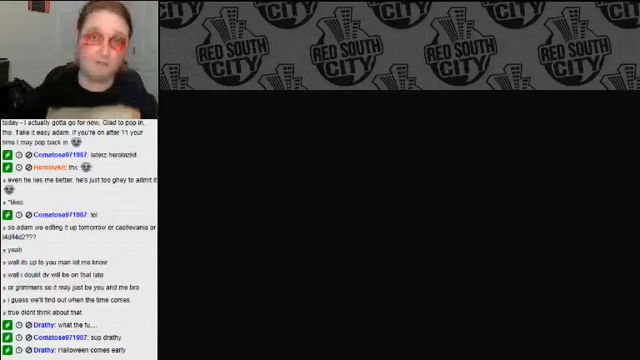 RED SOUTH CITY
RED SOUTH CITY
RED SOUTH CITY
RED SOUTH CITY
today - I actually gotta go for now. Glad to pop in,
tho. Take it easy adam. If you're on after 11 your
time I may pop back in
Comatose971987: laterz herobizkit
Herobizkit: thx
even he lies me better, he's just too ghey to admit it
*likes
Comatose971987: lol
so adam we edfing it up tomorrow or castlevania or
l4d/l4d2???
yeah
well its up to you man let me know
well i doubt dv will be on that late
or grimmers so it may just be you and me bro
i guess we'll find out when the time comes
true didnt think about that
Drathy: what the fu....
Comatose971987: sup drathy
Drathy: Halloween comes early